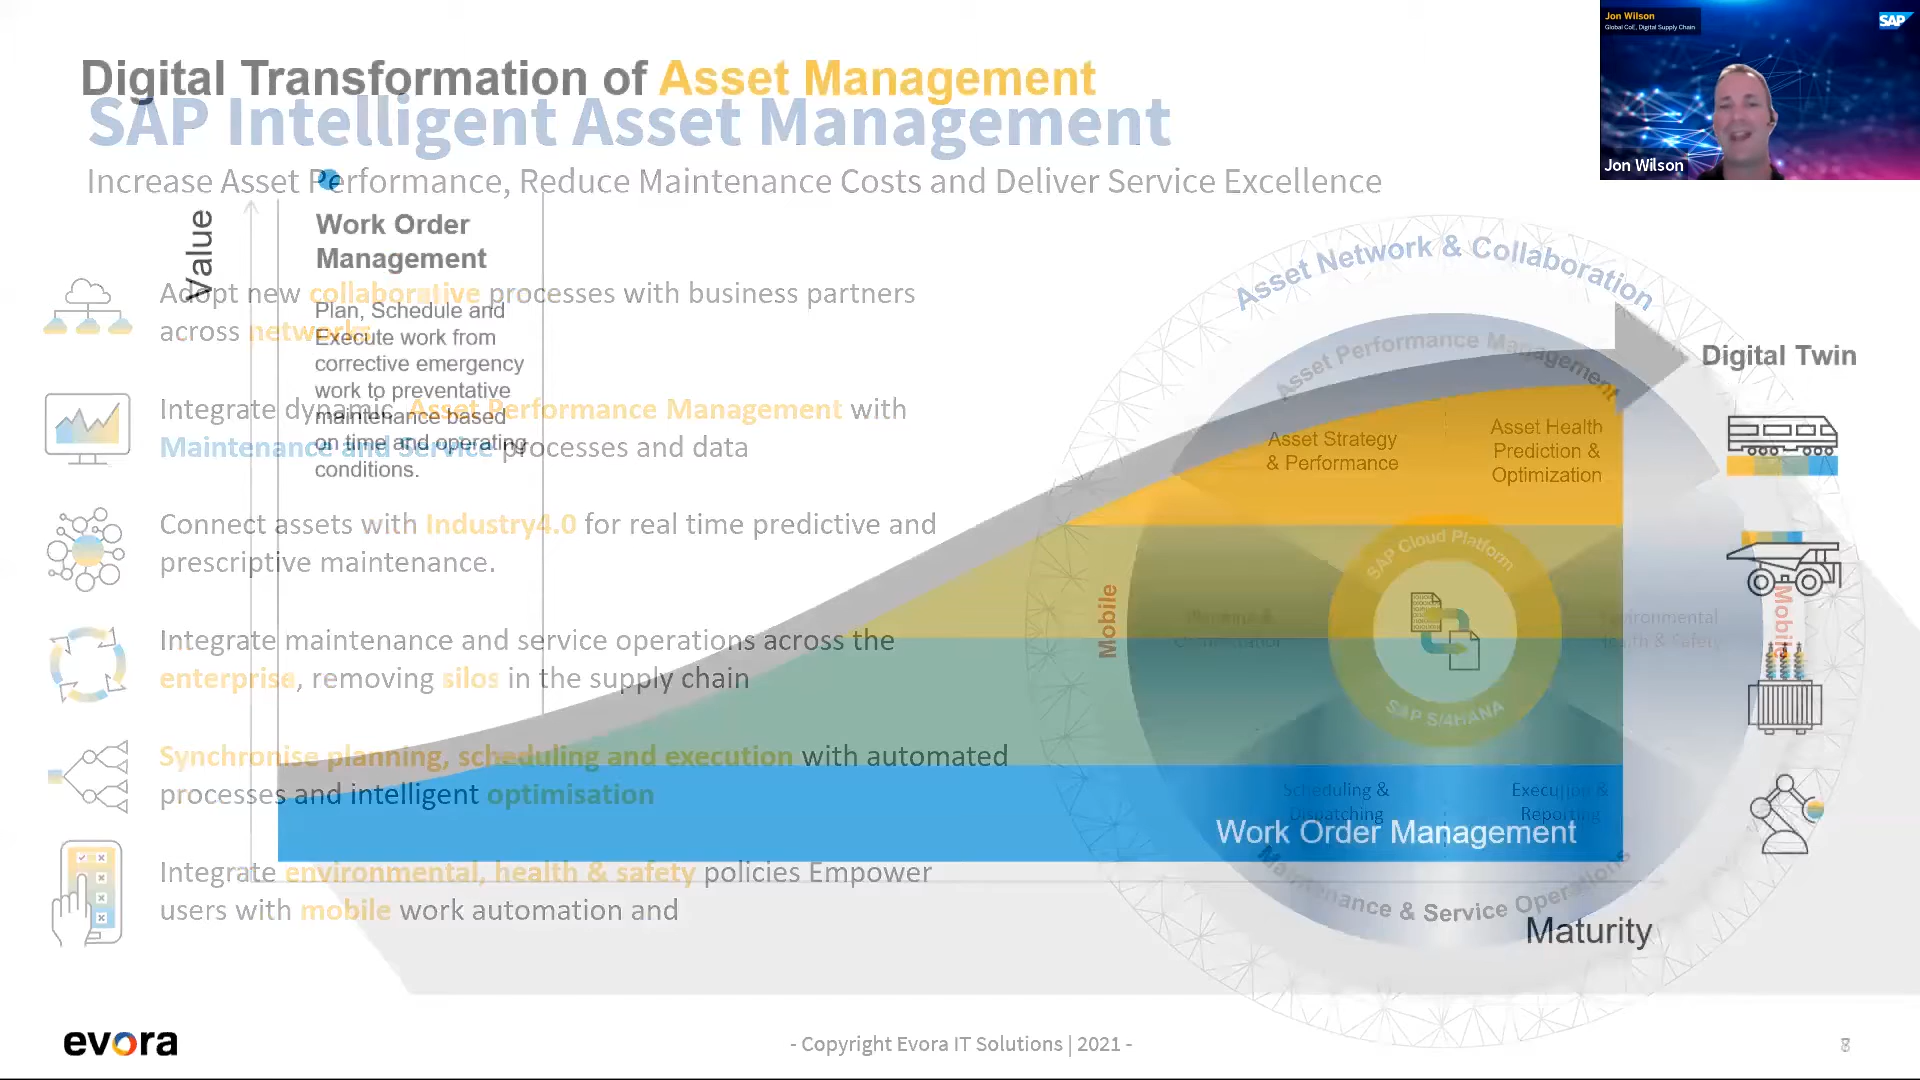 Jon Wilson
Global CoE, Digital Supply Chain
SAP
Jon Wilson
Digital Transformation of Asset Management
SAP Intelligent Asset Management
Increase Asset Performance, Reduce Maintenance Costs and Deliver Service Excellence
Value
Work Order
Management
Plan, Schedule and
Execute work from
corrective emergency
work to preventative
maintenance based
on time and operating
conditions.
Adopt new collaborative processes with business partners
across networks
Integrate dynamic Asset Performance Management with
Maintenance and Service processes and data
Connect assets with Industry4.0 for real time predictive and
prescriptive maintenance.
Integrate maintenance and service operations across the
enterprise, removing silos in the supply chain
Synchronise planning, scheduling and execution with automated
processes and intelligent optimisation
Integrate environmental, health & safety policies Empower
users with mobile work automation and
Asset Network & Collaboration
Asset Performance Management
Digital Twin
Asset Strategy
& Performance
Asset Health
Prediction &
Optimization
SAP Cloud Platform
SAP S/4HANA
Mobile
Mobile
Planning &
Environmental
Health & Safety
Scheduling &
Dispatching
Execution &
Reporting
Work Order Management
Maintenance & Service Operations
Maturity
evora
- Copyright Evora IT Solutions | 2021 -